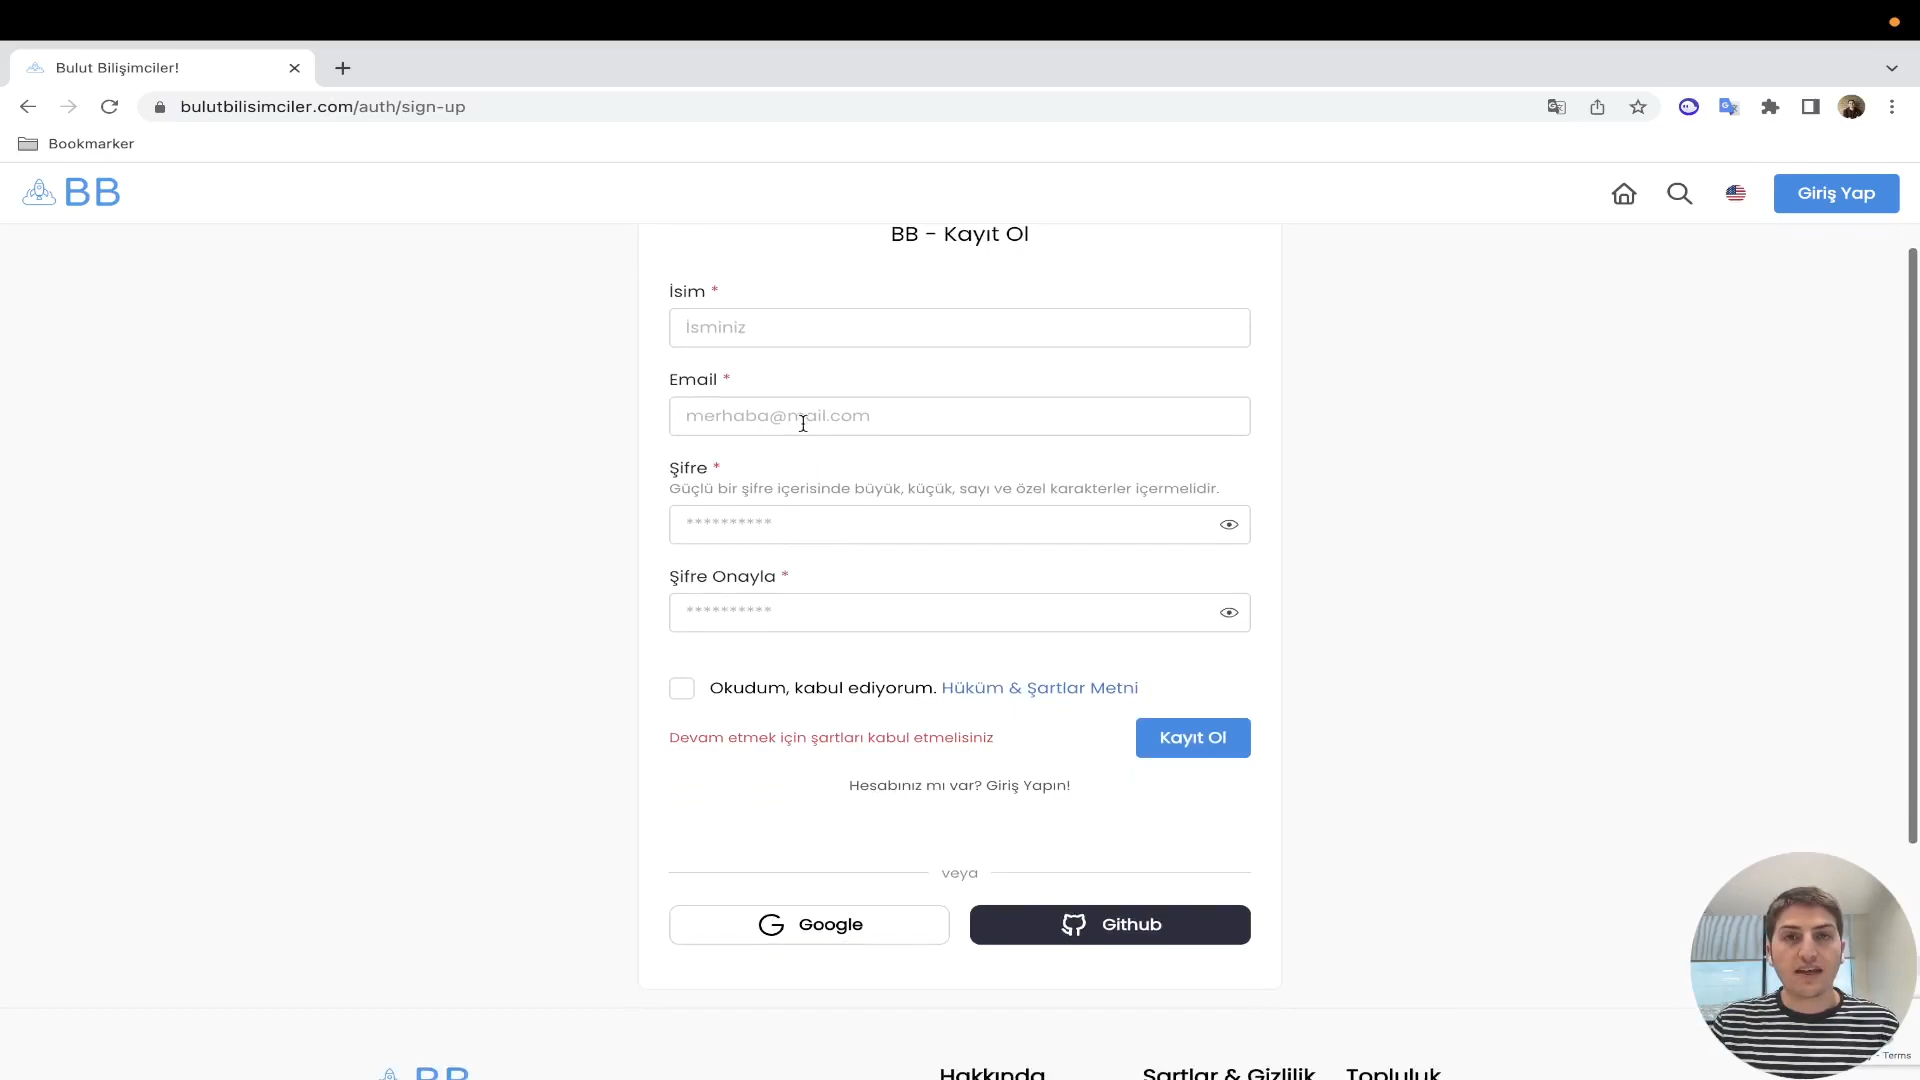 Bulut Bilişimciler!
bulutbilisimciler.com/auth/sign-up
Bookmarker
BB
Giriş Yap
BB - Kayıt Ol
İsim *
İsminiz
Email *
merhaba@mail.com
Şifre *
Güçlü bir şifre içerisinde büyük, küçük, sayı ve özel karakterler içermelidir.
**********
Şifre Onayla *
**********
Okudum, kabul ediyorum. Hüküm & Şartlar Metni
Devam etmek için şartları kabul etmelisiniz
Kayıt Ol
Hesabınız mı var? Giriş Yapın!
veya
Google
Github
- Terms
BB
Hakkında
Şartlar & Gizlilik
Topluluk